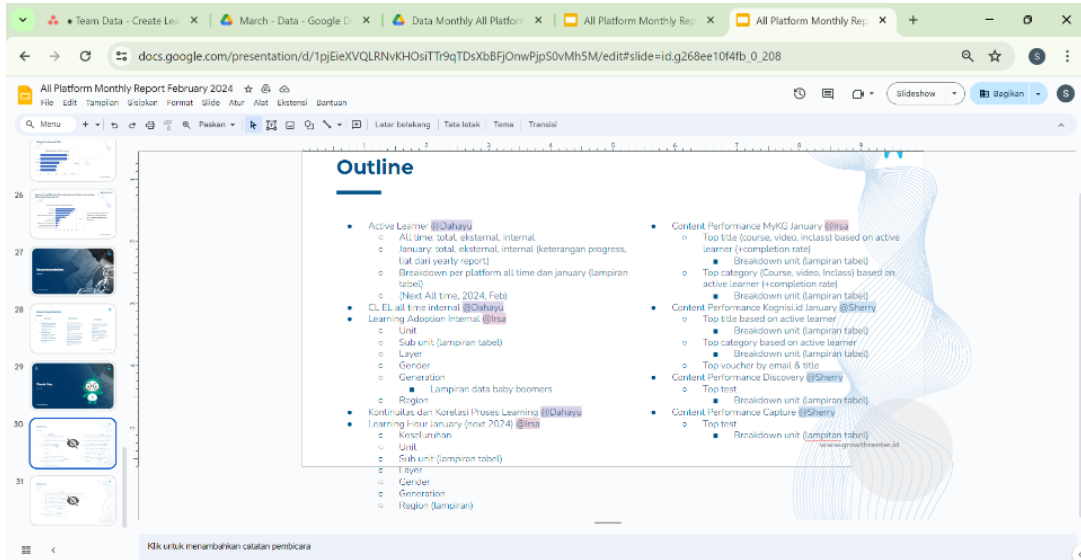 Team Data - Create Lea
March - Data - Google D
Data Monthly All Platform
All Platform Monthly Rep
All Platform Monthly Rep
docs.google.com/presentation/d/1pjEieXVQLRNvKHOsiTTr9qTDsXbBFjOnwPjpS0vMh5M/edit#slide=id.g268ee10f4fb_0_208
S
All Platform Monthly Report February 2024
File Edit Tampilan Sisipkan Format Slide Atur Alat Ekstensi Bantuan
Slideshow
Bagikan
S
Menu
Paskan
Latar belakang
Tata letak
Tema
Transisi
26
27
28
29
30
31
1 2 3 4 5 6 7 8 9
Outline
Active Learner @Dahayu
All time: total, eksternal, internal
January: total, eksternal, internal (keterangan progress,
liat dari yearly report)
Breakdown per platform all time dan january (lampiran
tabel)
(Next All time, 2024, Feb)
CL EL all time internal @Dahayu
Learning Adoption Internal @Irsa
Unit
Sub unit (lampiran tabel)
Layer
Gender
Generation
Lampiran data baby boomers
Region
Kontinuitas dan Korelasi Proses Learning @Dahayu
Learning Hour January (next 2024) @Irsa
Keseluruhan
Unit
Sub unit (lampiran tabel)
Layer
Gender
Generation
Region (lampiran)
Content Performance MyKG January @Irsa
Top title (course, video, inclass) based on active
learner (+completion rate)
Breakdown unit (lampiran tabel)
Top category (Course, video, Inclass) based on
active learner (+completion rate)
Breakdown unit (lampiran tabel)
Content Performance Kognisi.id January @Sherry
Top title based on active learner
Breakdown unit (lampiran tabel)
Top category based on active learner
Breakdown unit (lampiran tabel)
Top voucher by email & title
Content Performance Discovery @Sherry
Top test
Breakdown unit (lampiran tabel)
Content Performance Capture @Sherry
Top test
Breakdown unit (lampitan tabel)
www.growthcenter.id
Klik untuk menambahkan catatan pembicara